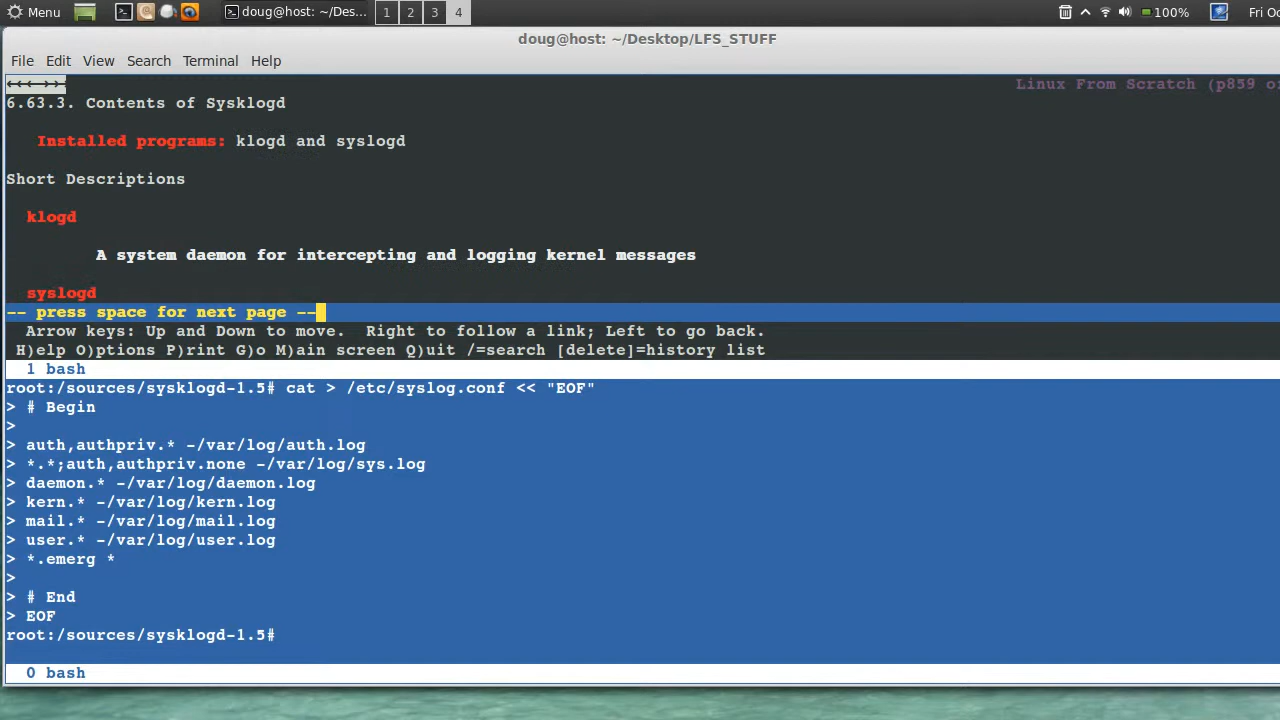 Menu doug@host: ~/Des... 1 2 3 4 100% Fri O
doug@host: ~/Desktop/LFS_STUFF
File Edit View Search Terminal Help
Linux From Scratch (p859 o
6.63.3. Contents of Sysklogd
Installed programs: klogd and syslogd
Short Descriptions
klogd
A system daemon for intercepting and logging kernel messages
syslogd
-- press space for next page --
Arrow keys: Up and Down to move. Right to follow a link; Left to go back.
H)elp O)ptions P)rint G)o M)ain screen Q)uit /=search [delete]=history list
1 bash
root:/sources/sysklogd-1.5# cat > /etc/syslog.conf << "EOF"
> # Begin
>
> auth,authpriv.* -/var/log/auth.log
> *.*;auth,authpriv.none -/var/log/sys.log
> daemon.* -/var/log/daemon.log
> kern.* -/var/log/kern.log
> mail.* -/var/log/mail.log
> user.* -/var/log/user.log
> *.emerg *
>
> # End
> EOF
root:/sources/sysklogd-1.5#
0 bash